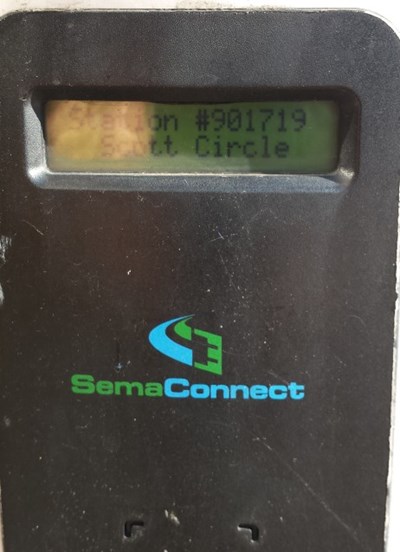 Station #901719
Scott Circle
SemaConnect